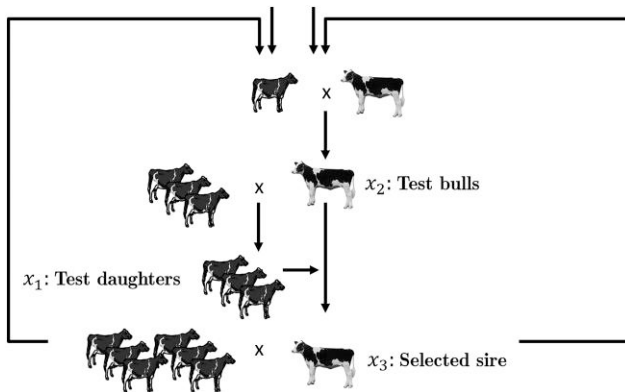 x
x
x₂: Test bulls
x₁: Test daughters
x
x₃: Selected sire